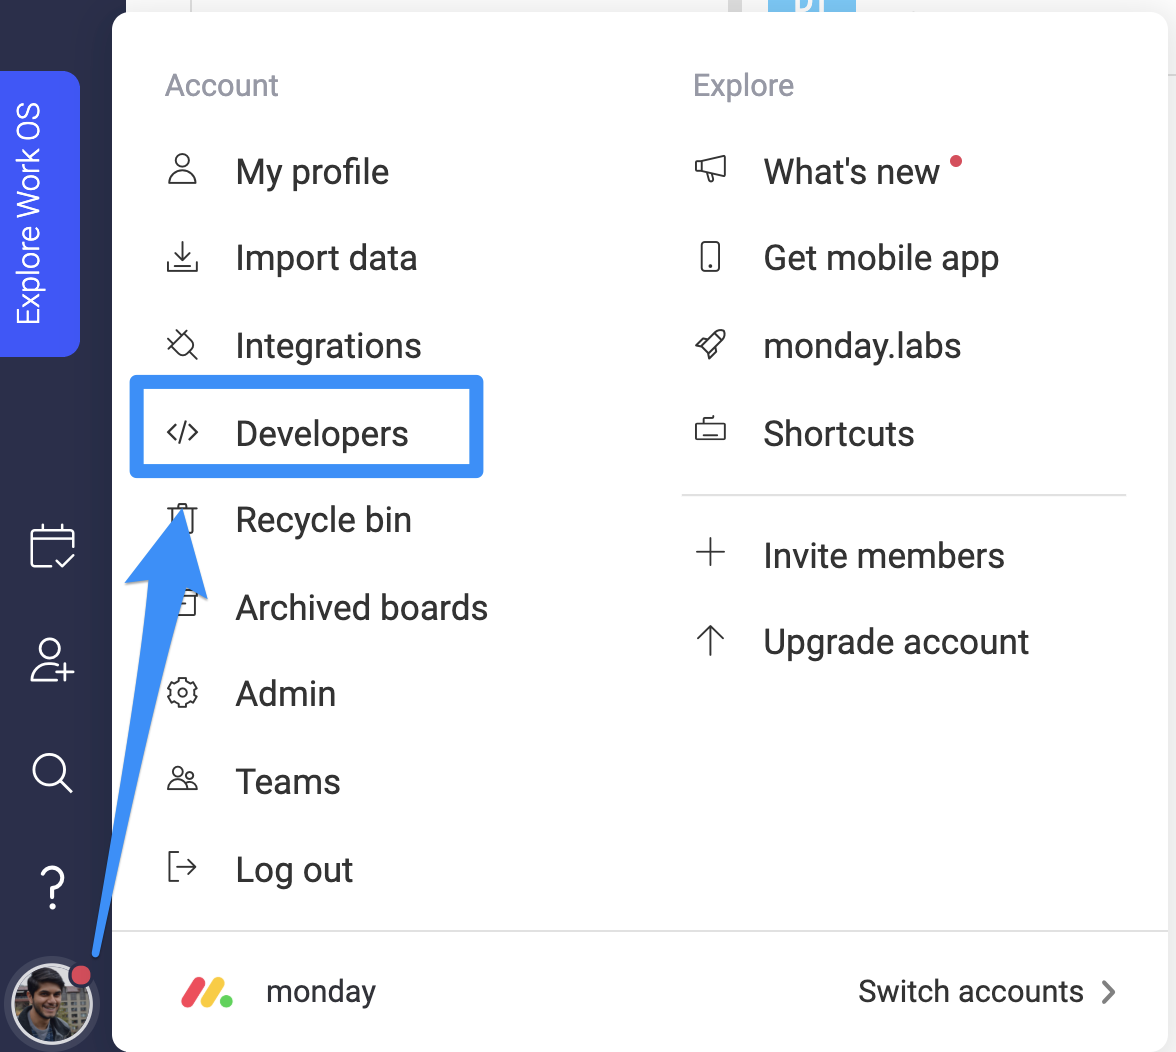 Explore Work OS
Account
My profile
Import data
Integrations
Developers
Recycle bin
Archived boards
Admin
Teams
Log out
Explore
What's new
Get mobile app
monday.labs
Shortcuts
Invite members
Upgrade account
monday
Switch accounts